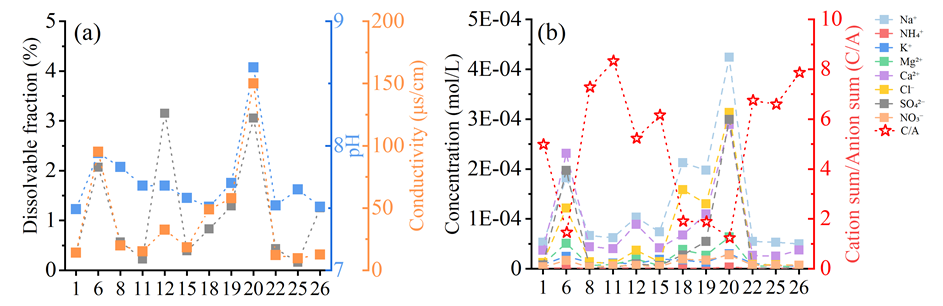 (a)
Dissolvable fraction (%)
5
4
3
2
1
0
1 6 8 11 12 15 18 19 20 22 25 26
9
8
7
pH
200
150
100
50
0
Conductivity (μs/cm)
(b)
Concentration (mol/L)
5E-04
4E-04
3E-04
2E-04
1E-04
0
1 6 8 11 12 15 18 19 20 22 25 26
10
8
6
4
2
0
Cation sum/Anion sum (C/A)
Na⁺
NH₄⁺
K⁺
Mg²⁺
Ca²⁺
Cl⁻
SO₄²⁻
NO₃⁻
C/A